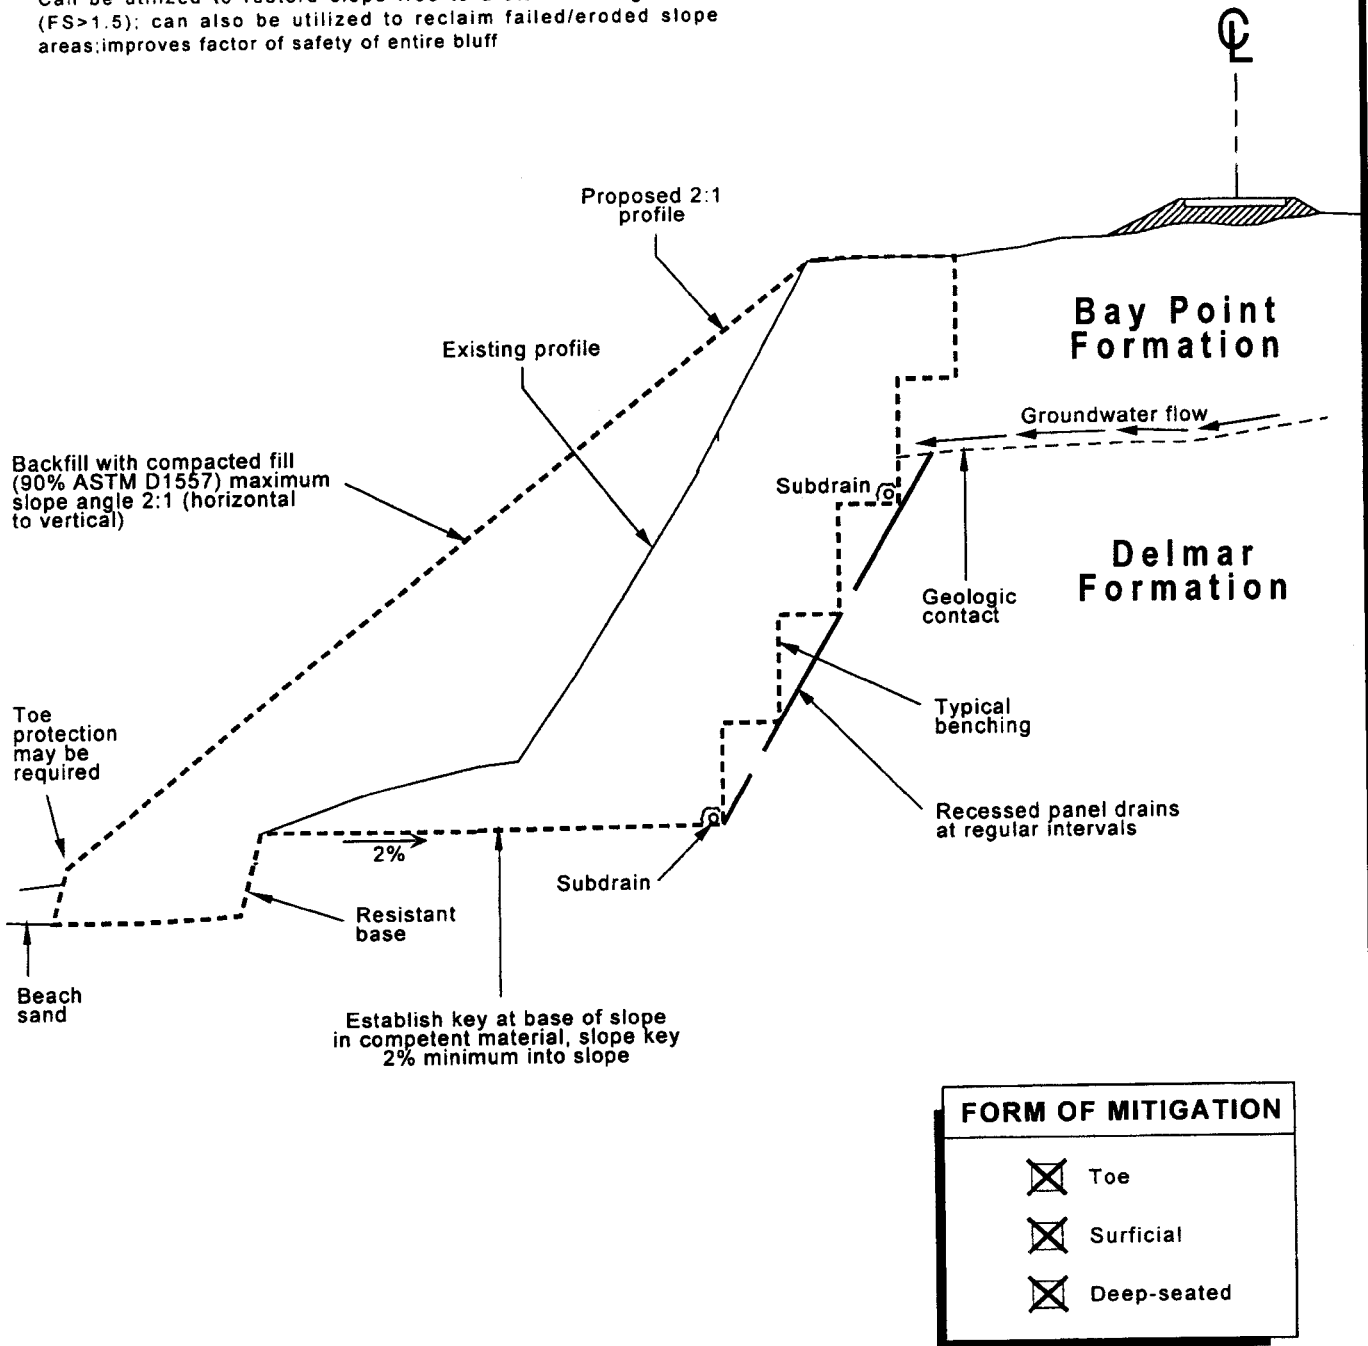 (FS>1.5); can also be utilized to reclaim failed/eroded slope
areas;improves factor of safety of entire bluff
℄
Proposed 2:1
profile
Existing profile
Bay Point
Formation
Groundwater flow
Backfill with compacted fill
(90% ASTM D1557) maximum
slope angle 2:1 (horizontal
to vertical)
Subdrain
Delmar
Formation
Geologic
contact
Typical
benching
Toe
protection
may be
required
Recessed panel drains
at regular intervals
2%
Subdrain
Resistant
base
Beach
sand
Establish key at base of slope
in competent material, slope key
2% minimum into slope
FORM OF MITIGATION
Toe
Surficial
Deep-seated